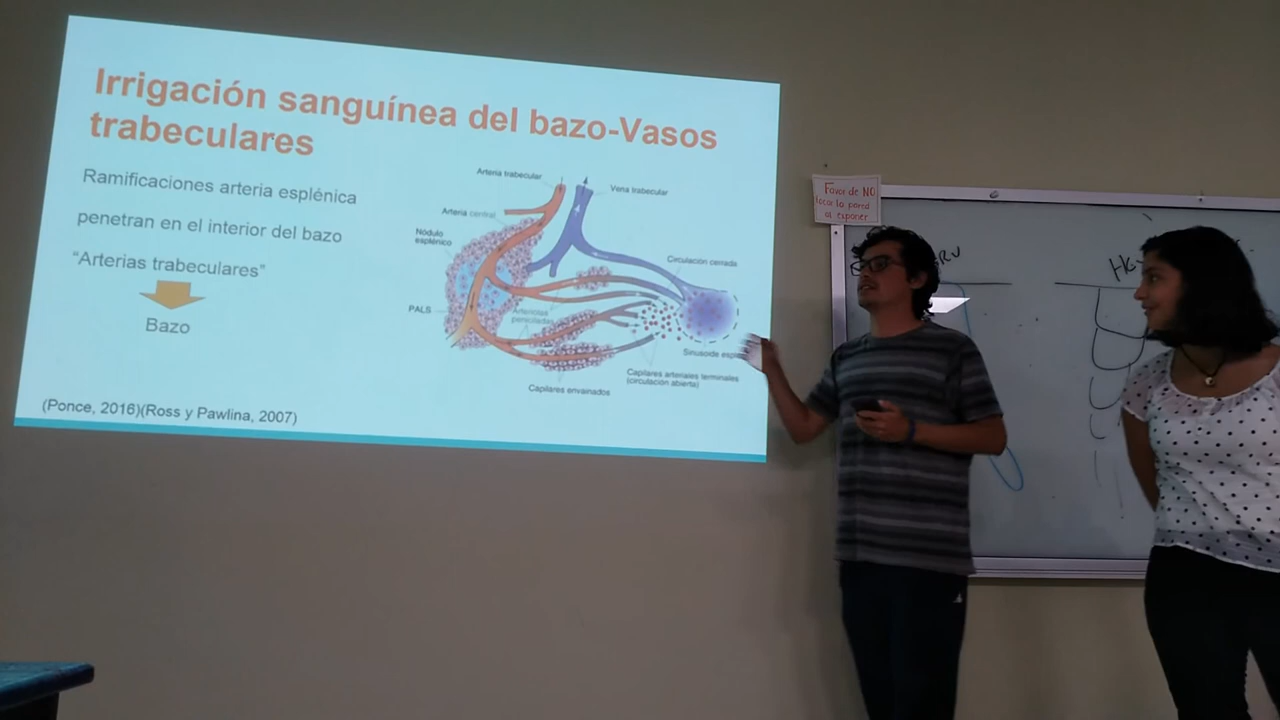 Irrigación sanguínea del bazo-Vasos
trabeculares
Ramificaciones arteria esplénica
penetran en el interior del bazo
“Arterias trabeculares”
Bazo
(Ponce, 2016)(Ross y Pawlina, 2007)
Arteria trabecular
Vena trabecular
Arteria central
Nódulo
esplénico
Circulación cerrada
PALS
Arteriolas
peniciladas
Sinusoide
Capilares arteriales terminales
(circulación abierta)
Capilares envainados
Favor de NO
tocar la pared
al exponer